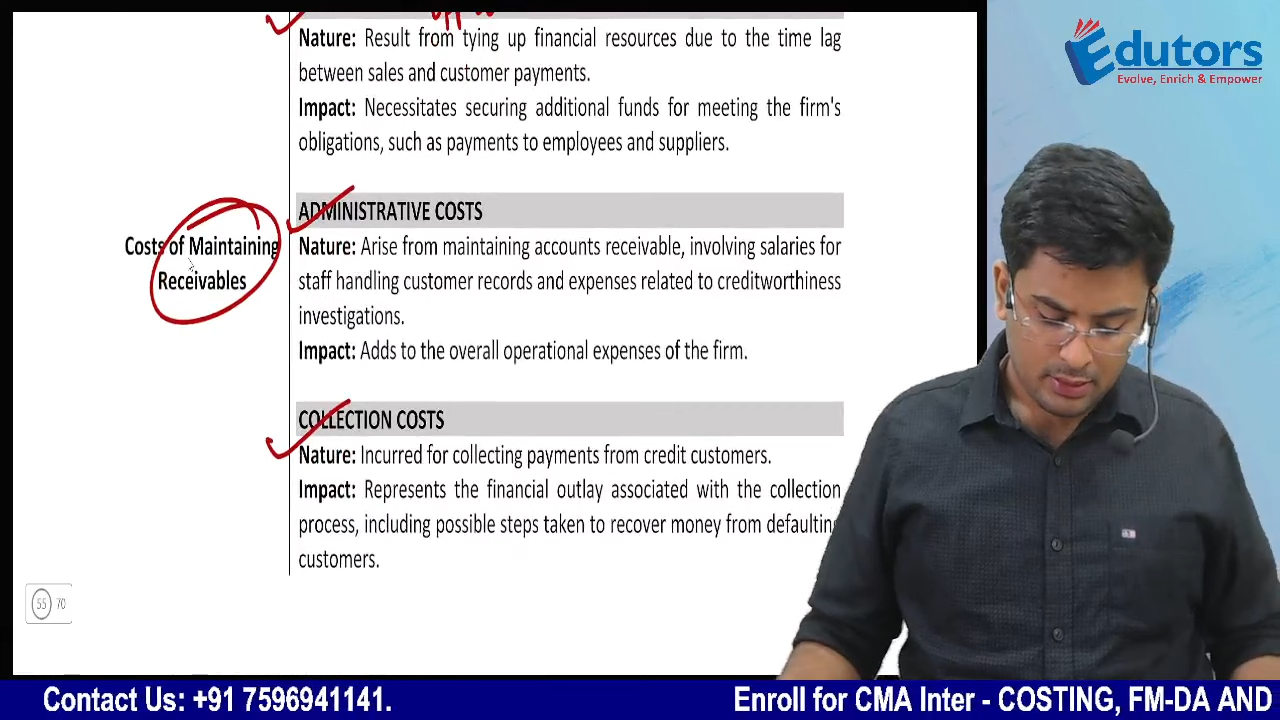 Nature: Result from tying up financial resources due to the time lag
between sales and customer payments.
Impact: Necessitates securing additional funds for meeting the firm's
obligations, such as payments to employees and suppliers.
Costs of Maintaining
Receivables
ADMINISTRATIVE COSTS
Nature: Arise from maintaining accounts receivable, involving salaries for
staff handling customer records and expenses related to creditworthiness
investigations.
Impact: Adds to the overall operational expenses of the firm.
COLLECTION COSTS
Nature: Incurred for collecting payments from credit customers.
Impact: Represents the financial outlay associated with the collection
process, including possible steps taken to recover money from defaulting
customers.
55 70
Edutors
Evolve, Enrich & Empower
Contact Us: +91 7596941141.
Enroll for CMA Inter - COSTING, FM-DA AND